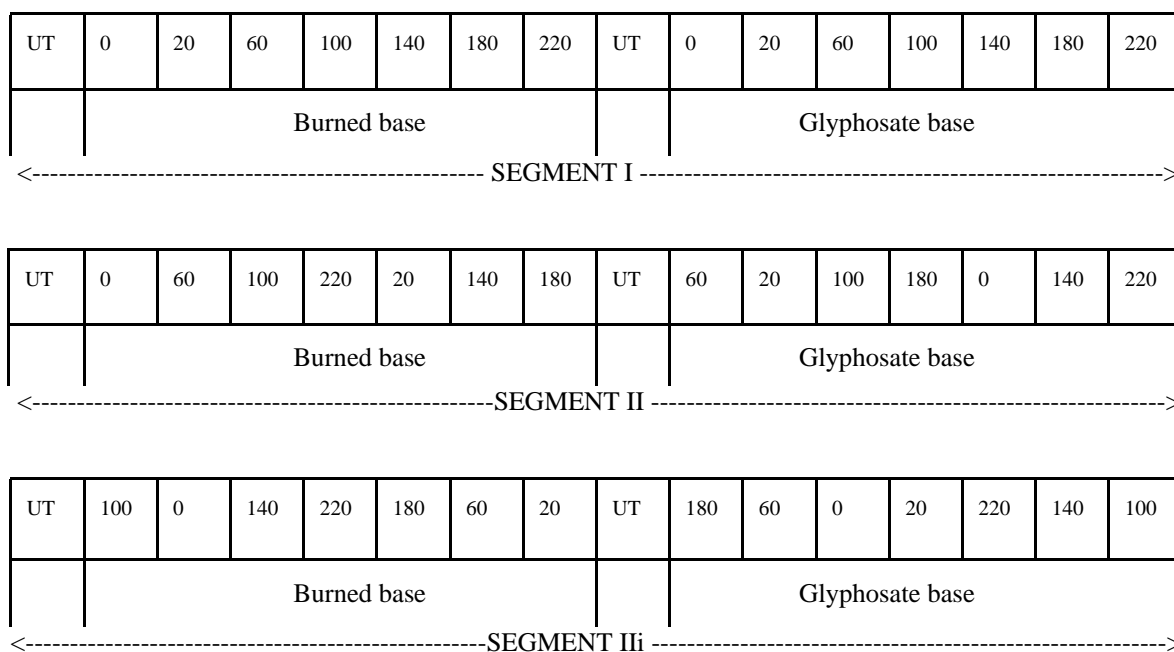 UT 0 20 60 100 140 180 220 UT 0 20 60 100 140 180 220
Burned base Glyphosate base
<-------------------------------------------------- SEGMENT I ---------------------------------------------------------->
UT 0 60 100 220 20 140 180 UT 60 20 100 180 0 140 220
Burned base Glyphosate base
<----------------------------------------------------SEGMENT II --------------------------------------------------------->
UT 100 0 140 220 180 60 20 UT 180 60 0 20 220 140 100
Burned base Glyphosate base
<---------------------------------------------------SEGMENT IIi --------------------------------------------------------->